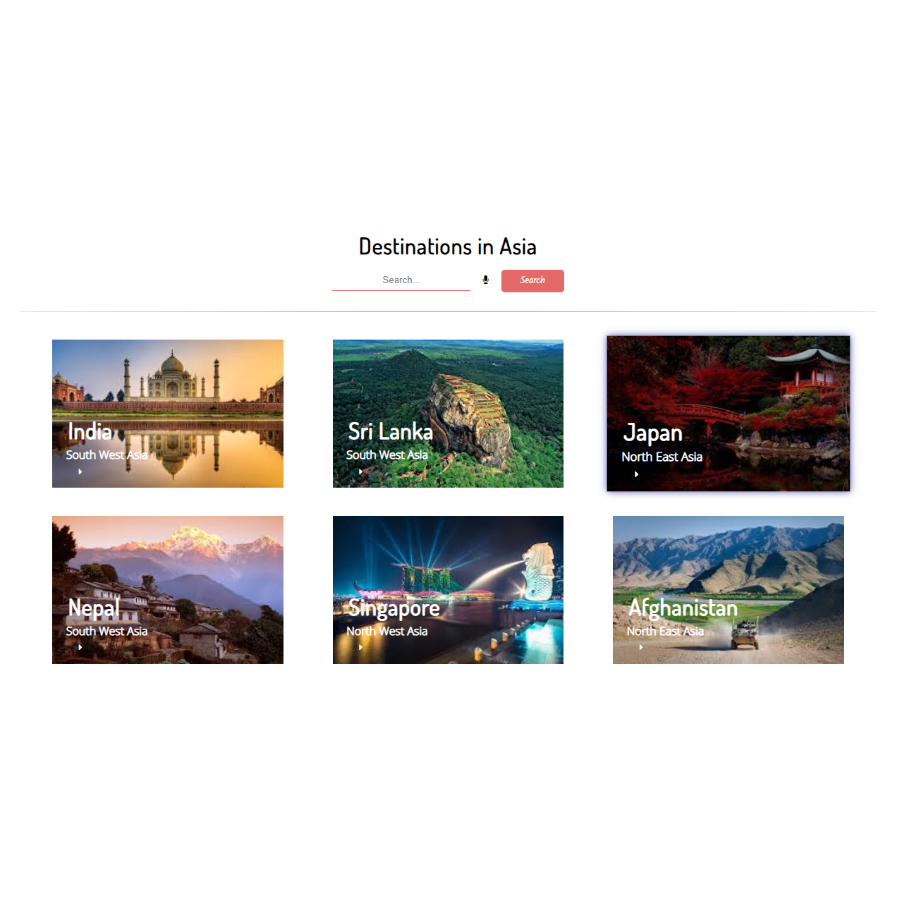 Destinations in Asia
Search...
Search
India
South West Asia
Sri Lanka
South West Asia
Japan
North East Asia
Nepal
South West Asia
Singapore
North West Asia
Afghanistan
North East Asia